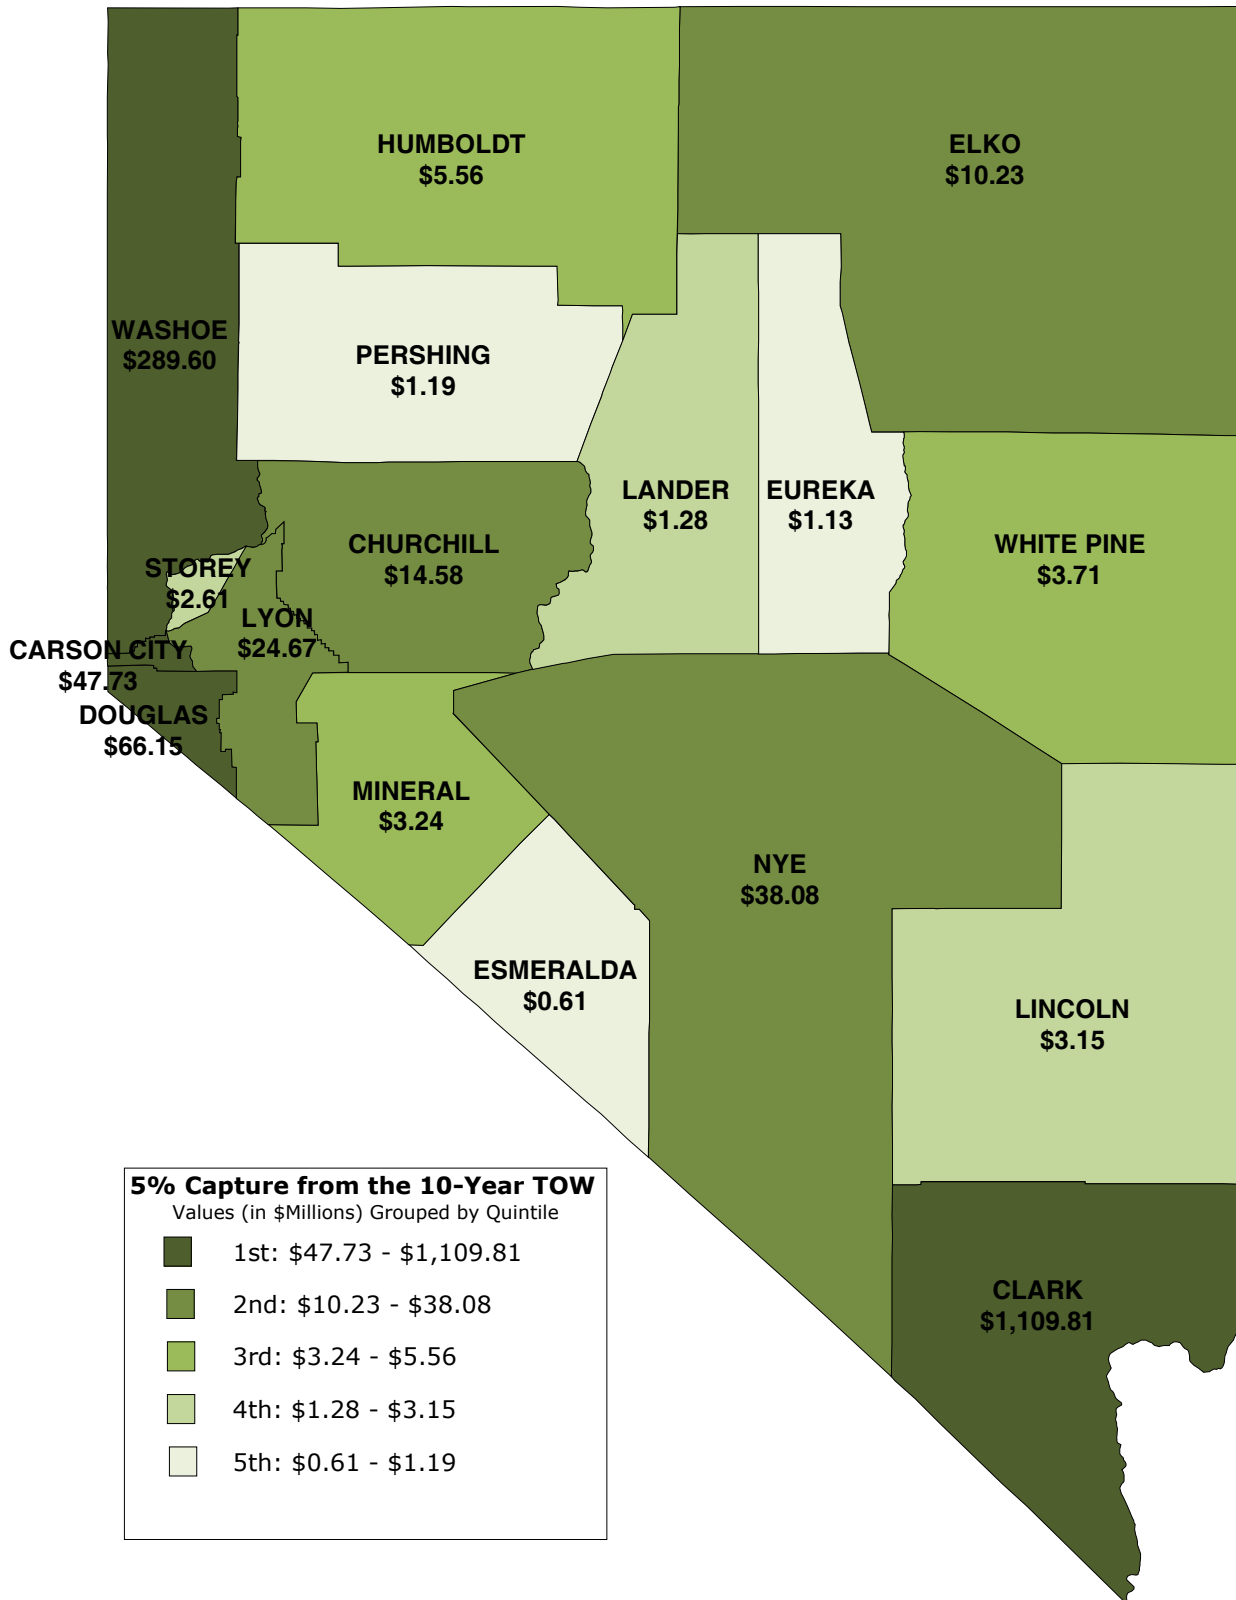 HUMBOLDT
$5.56
ELKO
$10.23
WASHOE
$289.60
PERSHING
$1.19
LANDER
$1.28
EUREKA
$1.13
CHURCHILL
$14.58
WHITE PINE
$3.71
STOREY
$2.61
LYON
$24.67
CARSON CITY
$47.73
DOUGLAS
$66.15
MINERAL
$3.24
NYE
$38.08
ESMERALDA
$0.61
LINCOLN
$3.15
CLARK
$1,109.81
5% Capture from the 10-Year TOW
Values (in $Millions) Grouped by Quintile
1st: $47.73 - $1,109.81
2nd: $10.23 - $38.08
3rd: $3.24 - $5.56
4th: $1.28 - $3.15
5th: $0.61 - $1.19